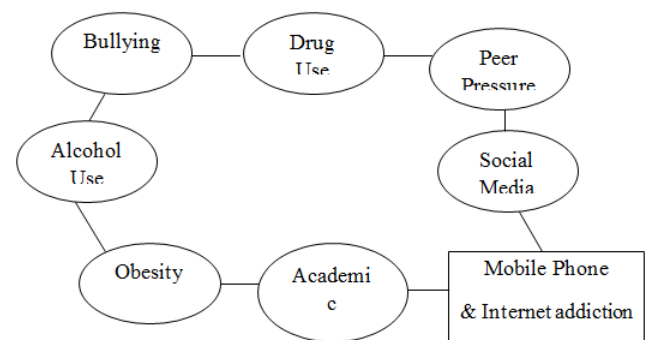 Bullying
Drug
Use
Peer
Pressure
Alcohol
Use
Social
Media
Obesity
Academi
c
Mobile Phone
& Internet addiction